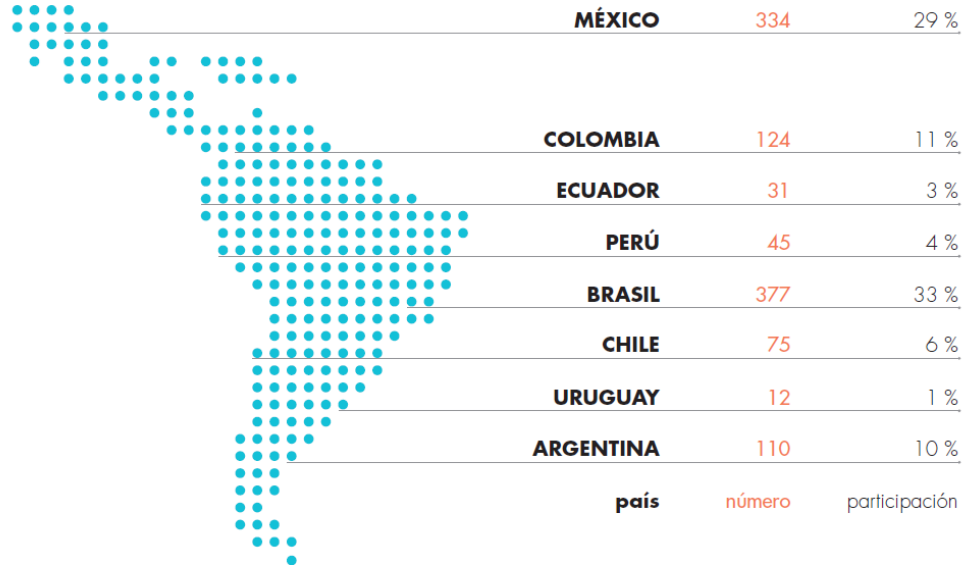 MÉXICO 334 29 %
COLOMBIA 124 11 %
ECUADOR 31 3 %
PERÚ 45 4 %
BRASIL 377 33 %
CHILE 75 6 %
URUGUAY 12 1 %
ARGENTINA 110 10 %
país número participación